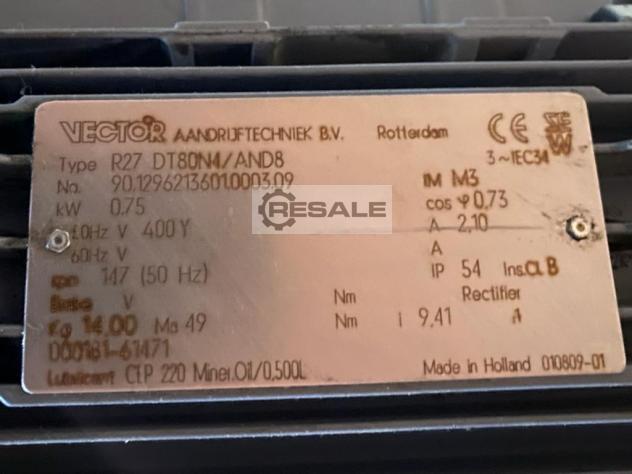 VECTOR AANDRIJFTECHNIEK B.V. Rotterdam CE SEW
Type R27 DT80N4/AND8 3~IEC34
No. 90.1296213601.0003.09 IM M3
kW 0.75 cos φ 0,73
50Hz V 400 Y A 2,10
60Hz V A
rpm 147 (50 Hz) IP 54 Ins.Cl B
V Nm Rectifier
Kg 14.00 Ma 49 Nm i 9,41
000181-61471
Lubricant CLP 220 Miner.Oil/0,500L Made in Holland 010809-01
RESALE